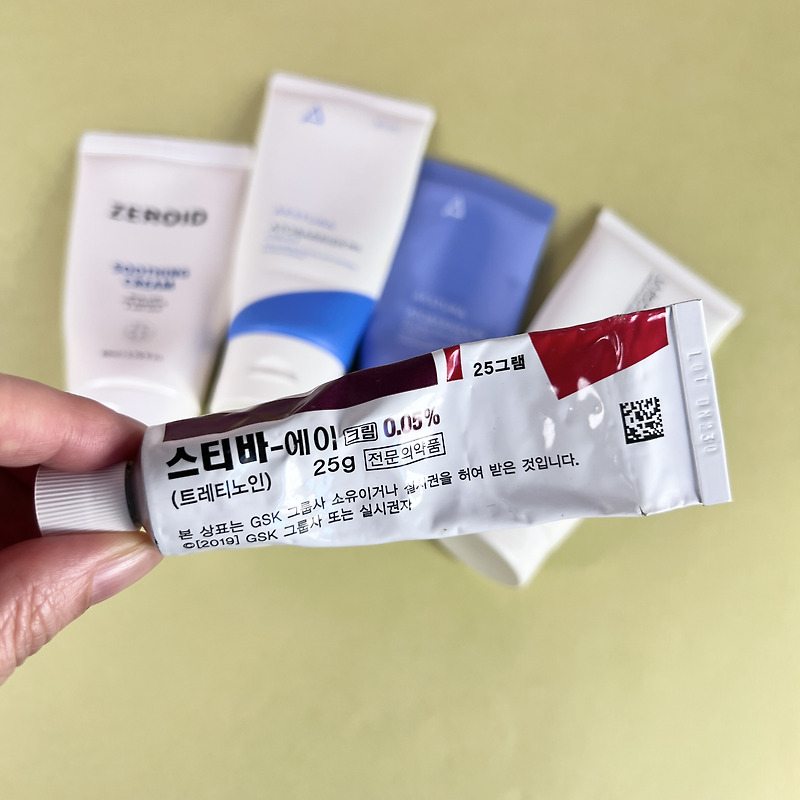 ZEROID
SOOTHING
CREAM
25그램
스티바-에이 크림 0.05%
25g 전문의약품
(트레티노인)
본 상표는 GSK 그룹사 소유이거나 실시권을 허여 받은 것입니다.
©[2019] GSK 그룹사 또는 실시권자